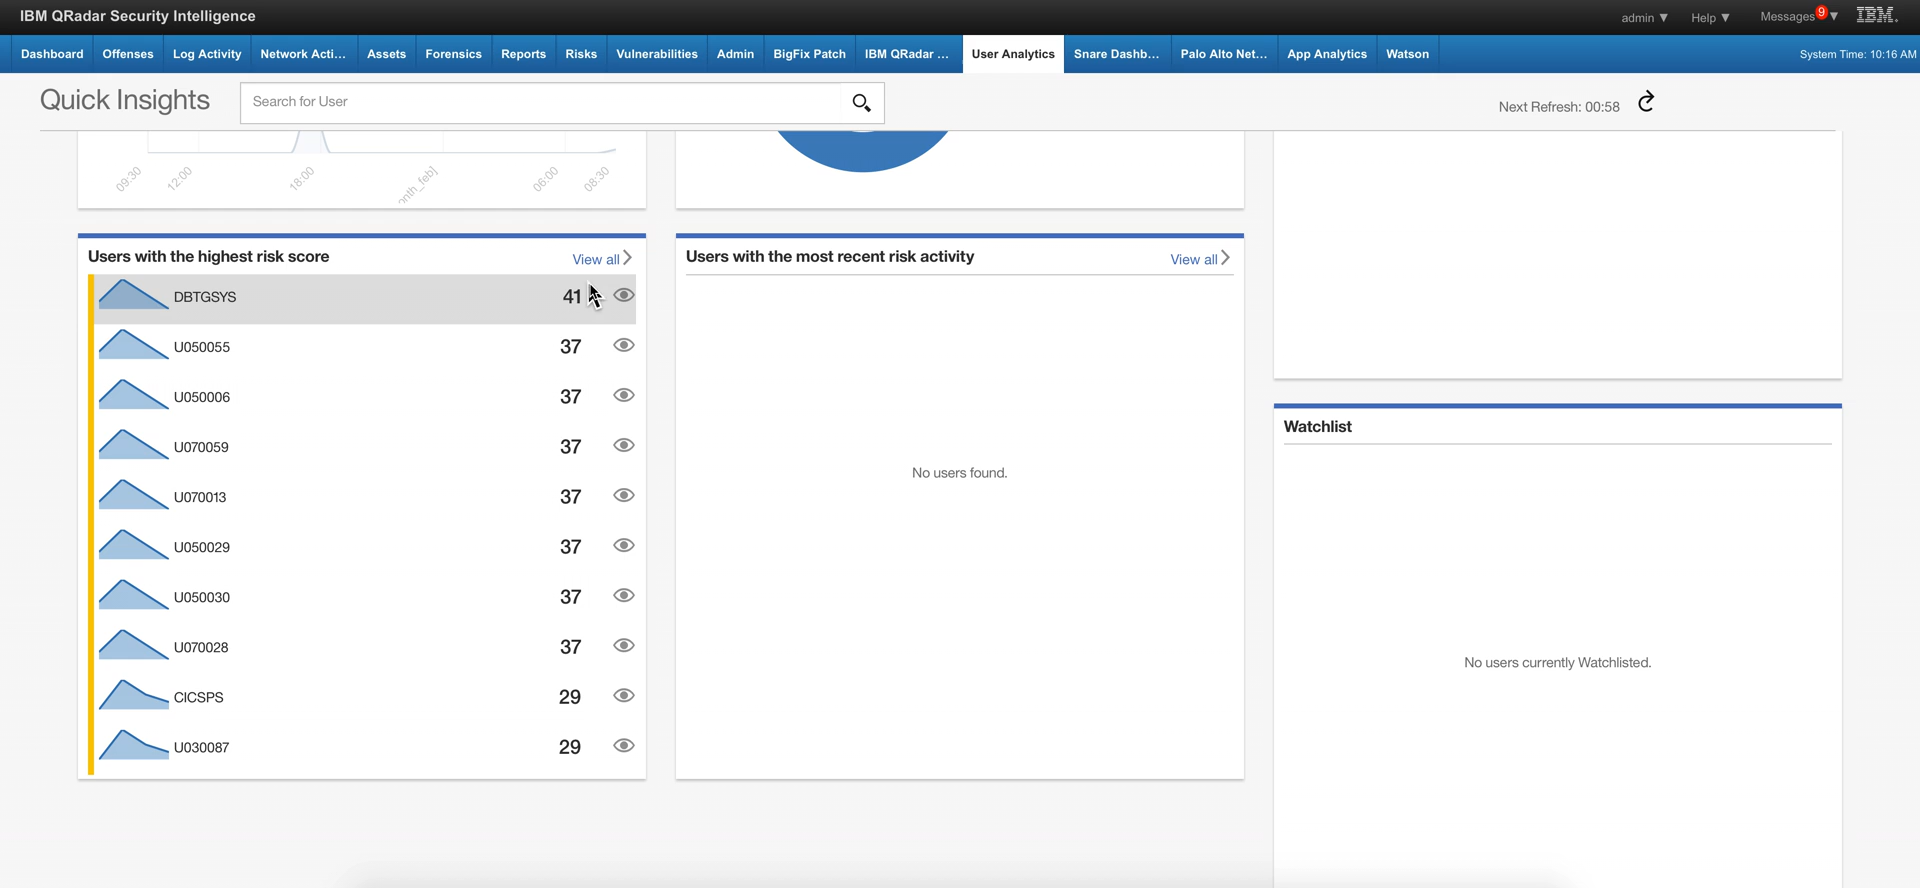 IBM QRadar Security Intelligence
admin ▼ Help ▼ Messages 9 ▼ IBM.
Dashboard Offenses Log Activity Network Acti... Assets Forensics Reports Risks Vulnerabilities Admin BigFix Patch IBM QRadar ... User Analytics Snare Dashb... Palo Alto Net... App Analytics Watson System Time: 10:16 AM
Quick Insights
Search for User
Next Refresh: 00:58
09:30 12:00 18:00 onth_feb] 06:00 08:30
Users with the highest risk score View all
DBTGSYS 41
U050055 37
U050006 37
U070059 37
U070013 37
U050029 37
U050030 37
U070028 37
CICSPS 29
U030087 29
Users with the most recent risk activity View all
No users found.
Watchlist
No users currently Watchlisted.